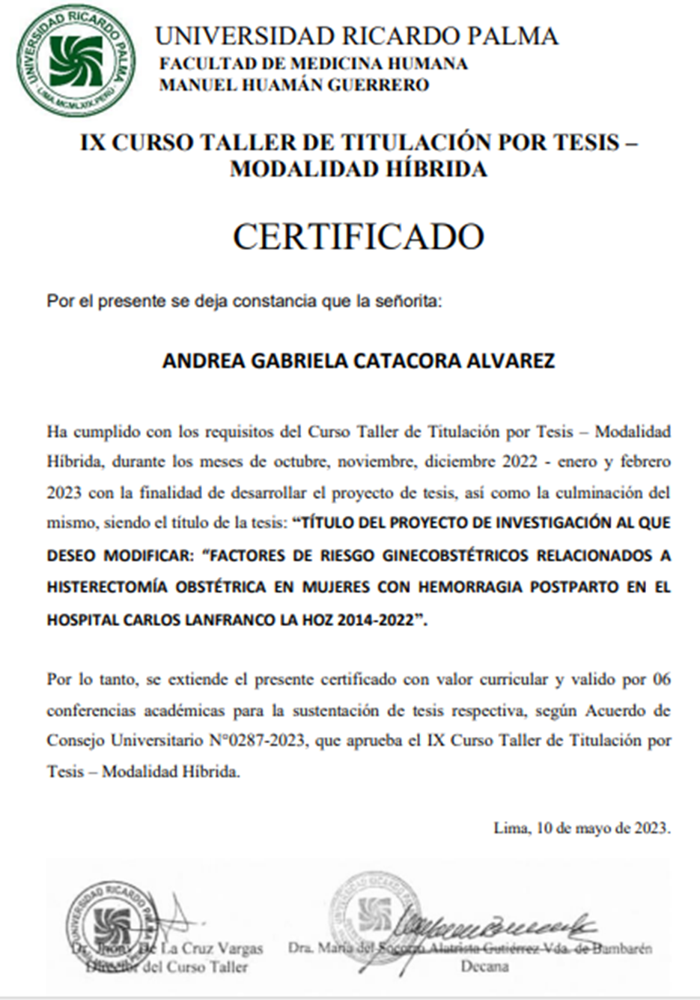 UNIVERSIDAD RICARDO PALMA
LIMA, MCMLXIX, PERÚ
UNIVERSIDAD RICARDO PALMA
FACULTAD DE MEDICINA HUMANA
MANUEL HUAMÁN GUERRERO
IX CURSO TALLER DE TITULACIÓN POR TESIS –
MODALIDAD HÍBRIDA
CERTIFICADO
Por el presente se deja constancia que la señorita:
ANDREA GABRIELA CATACORA ALVAREZ
Ha cumplido con los requisitos del Curso Taller de Titulación por Tesis – Modalidad
Híbrida, durante los meses de octubre, noviembre, diciembre 2022 - enero y febrero
2023 con la finalidad de desarrollar el proyecto de tesis, así como la culminación del
mismo, siendo el título de la tesis: “TÍTULO DEL PROYECTO DE INVESTIGACIÓN AL QUE
DESEO MODIFICAR: “FACTORES DE RIESGO GINECOBSTÉTRICOS RELACIONADOS A
HISTERECTOMÍA OBSTÉTRICA EN MUJERES CON HEMORRAGIA POSTPARTO EN EL
HOSPITAL CARLOS LANFRANCO LA HOZ 2014-2022”.
Por lo tanto, se extiende el presente certificado con valor curricular y valido por 06
conferencias académicas para la sustentación de tesis respectiva, según Acuerdo de
Consejo Universitario N°0287-2023, que aprueba el IX Curso Taller de Titulación por
Tesis – Modalidad Híbrida.
Lima, 10 de mayo de 2023.
UNIVERSIDAD RICARDO PALMA
Dr. Jhony De La Cruz Vargas
Director del Curso Taller
Dra. María del Socorro Alatrista Gutiérrez Vda. de Bambarén
Decana